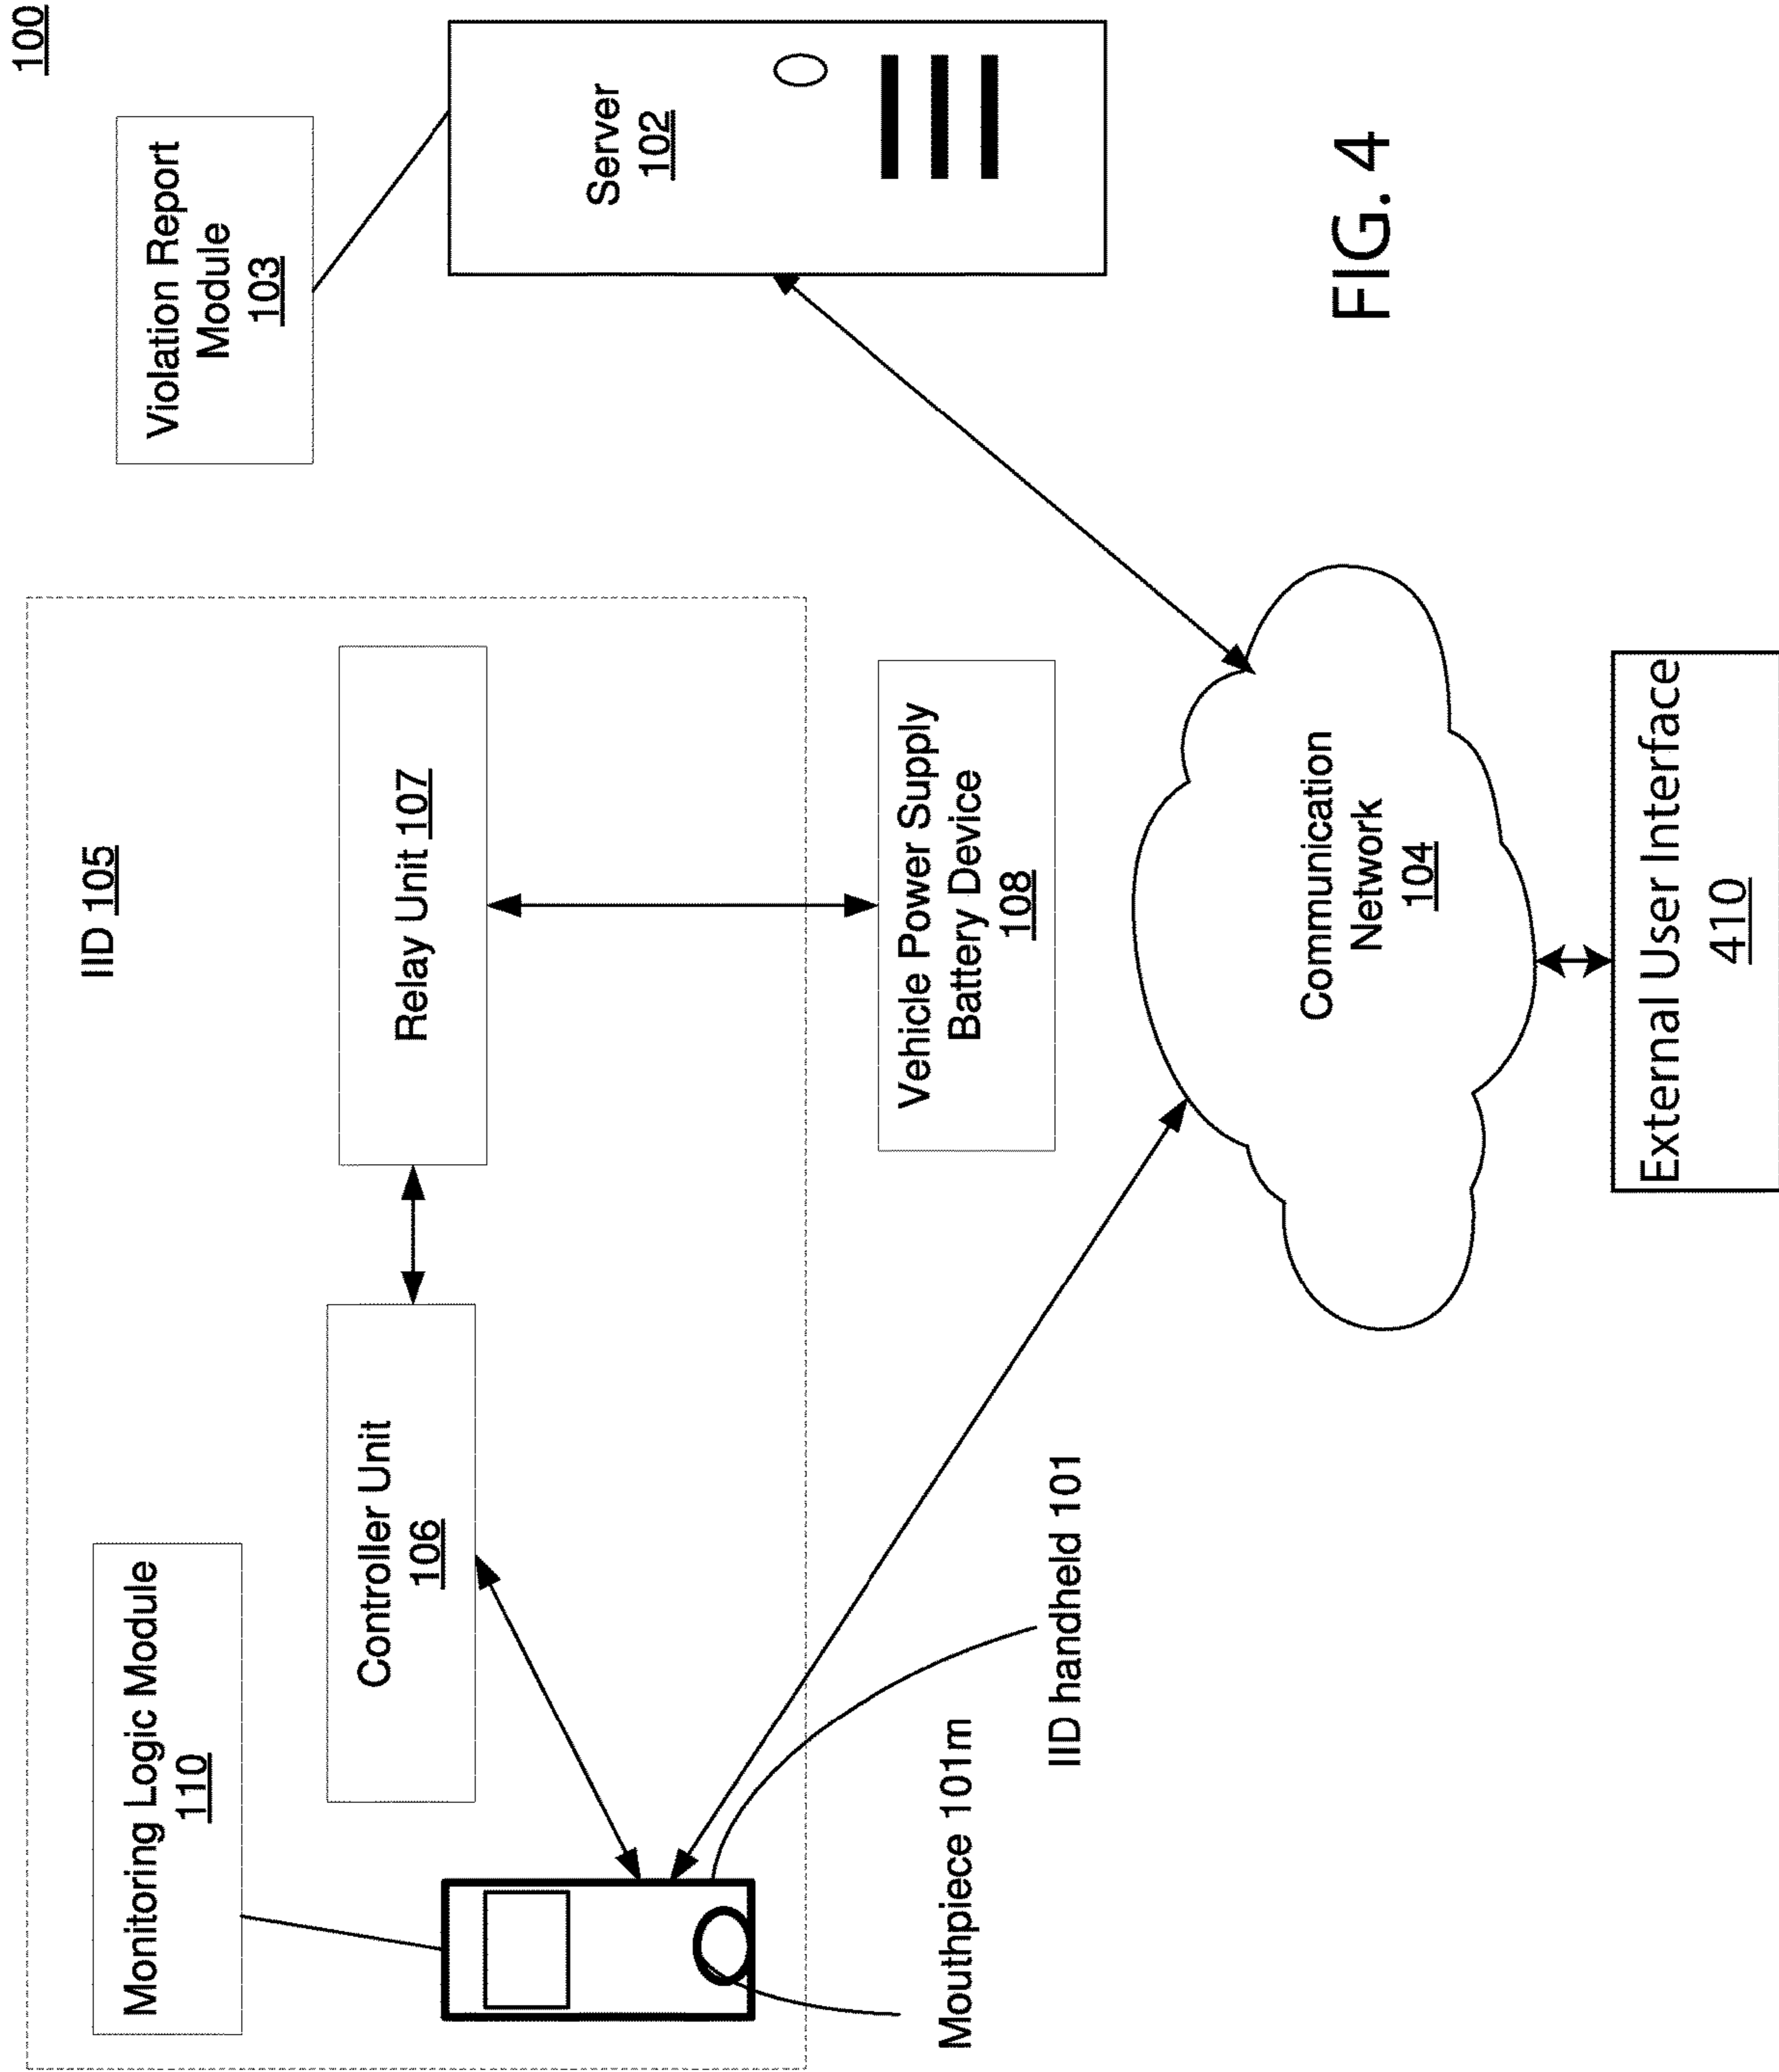 100
Violation Report
Module
103
Server
102
IID 105
Relay Unit 107
Monitoring Logic Module
110
Controller Unit
106
Vehicle Power Supply
Battery Device
108
Mouthpiece 101m
IID handheld 101
Communication
Network
104
External User Interface
410
FIG. 4